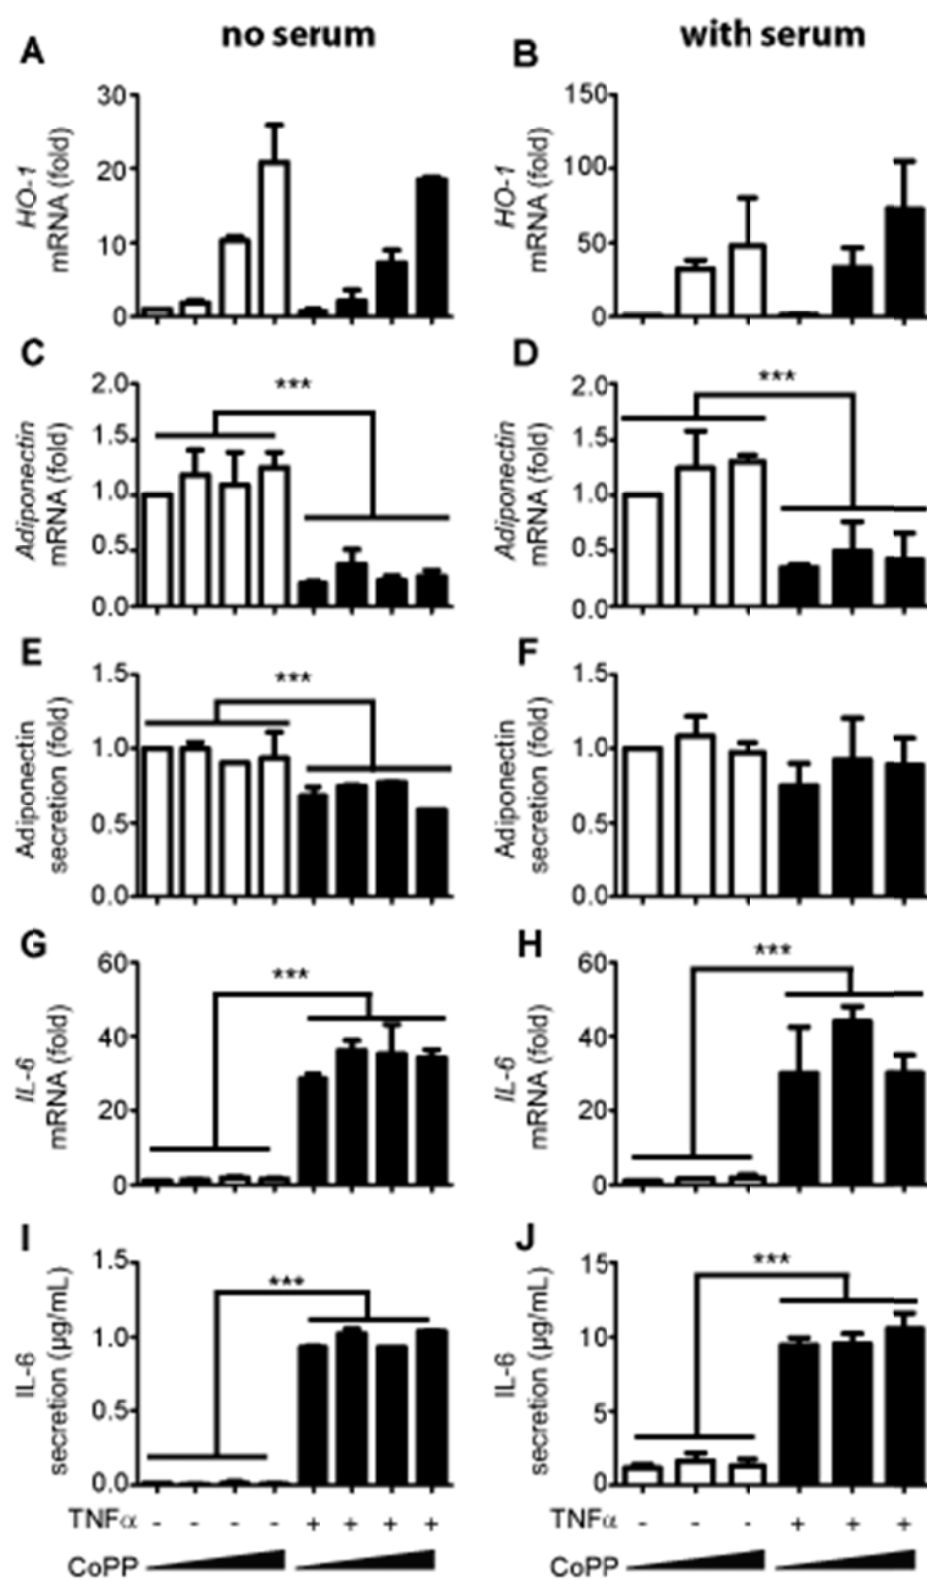 no serum
with serum
A
HO-1
mRNA (fold)
30
20
10
0
B
HO-1
mRNA (fold)
150
100
50
0
C
Adiponectin
mRNA (fold)
2.0
1.5
1.0
0.5
0.0
***
D
Adiponectin
mRNA (fold)
2.0
1.5
1.0
0.5
0.0
***
E
Adiponectin
secretion (fold)
1.5
1.0
0.5
0.0
***
F
Adiponectin
secretion (fold)
1.5
1.0
0.5
0.0
G
IL-6
mRNA (fold)
60
40
20
0
***
H
IL-6
mRNA (fold)
60
40
20
0
***
I
IL-6
secretion (µg/mL)
1.5
1.0
0.5
0.0
***
J
IL-6
secretion (µg/mL)
15
10
5
0
***
TNFα - - - - + + + +
CoPP
TNFα - - - + + +
CoPP